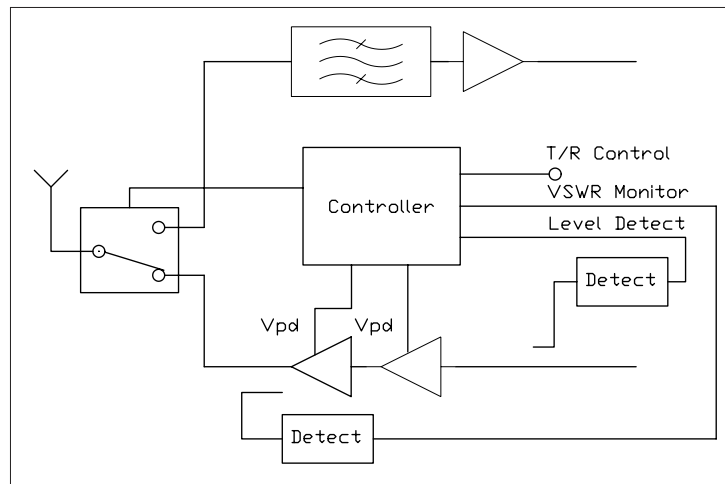 T/R Control
Controller
VSWR Monitor
Level Detect
Detect
Vpd
Vpd
Detect